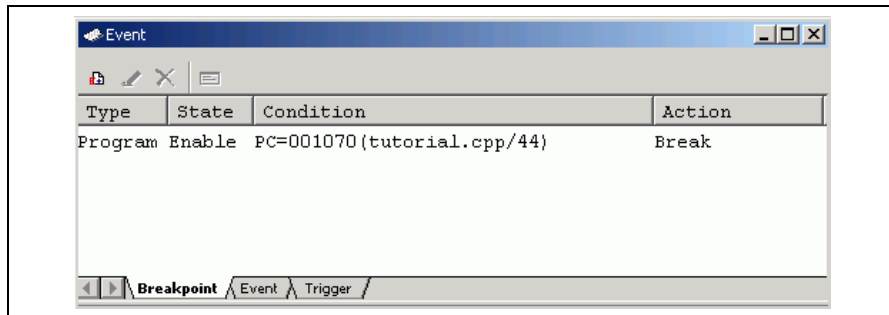 Event
Type State Condition Action
Program Enable PC=001070(tutorial.cpp/44) Break
Breakpoint Event Trigger